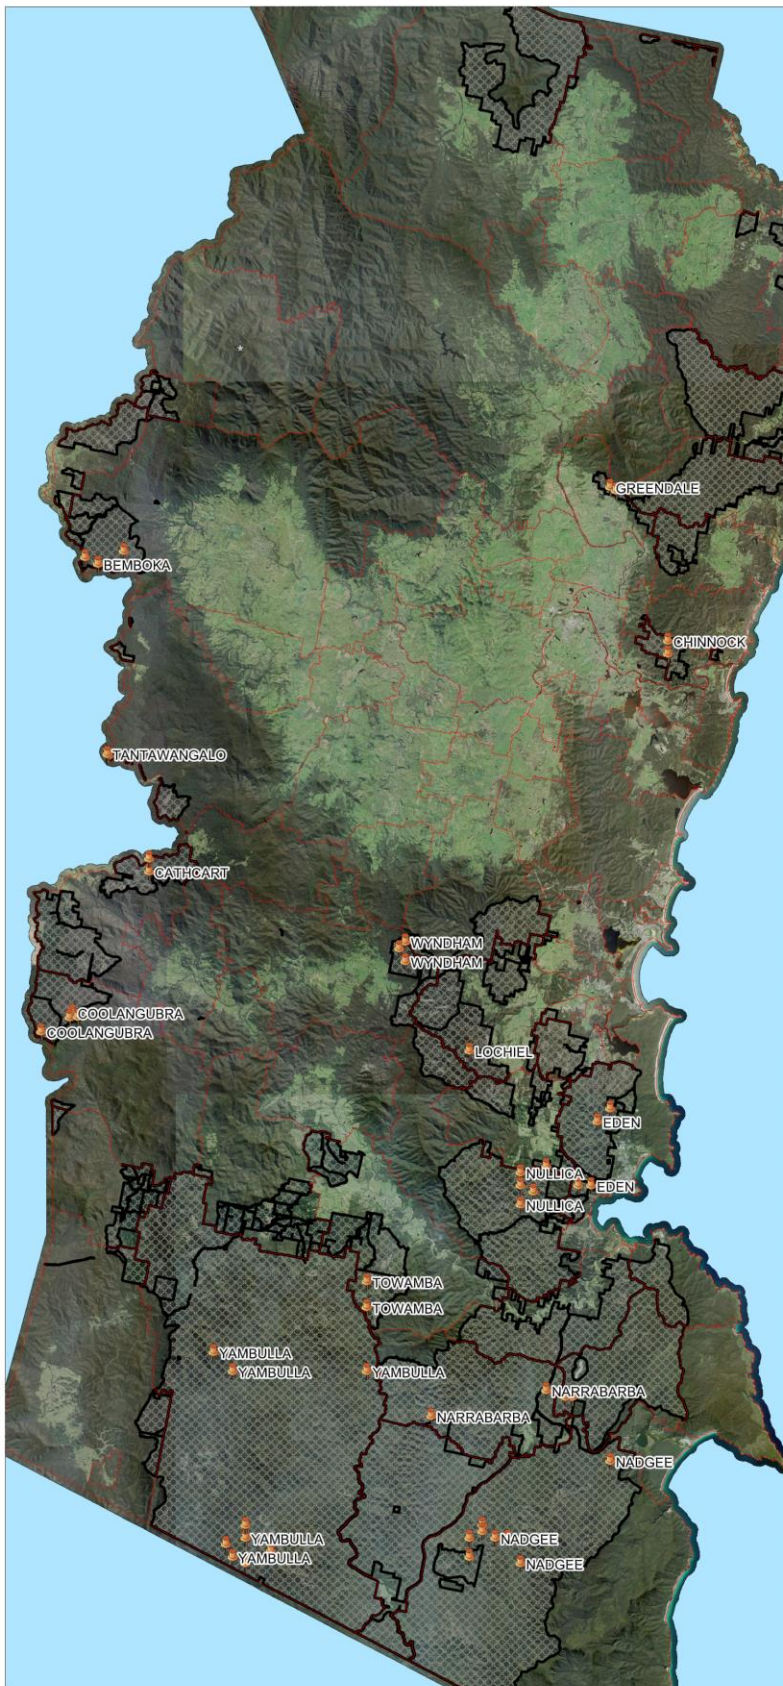 GREENDALE
BEMBOKA
CHINNOCK
TANTAWANGALO
CATHCART
WYNDHAM
WYNDHAM
COOLANGUBRA
COOLANGUBRA
LOCHIEL
EDEN
NULLICA
EDEN
NULLICA
TOWAMBA
TOWAMBA
YAMBULLA
YAMBULLA
YAMBULLA
NARRABARBA
NARRABARBA
NADGEE
YAMBULLA
NADGEE
YAMBULLA
NADGEE